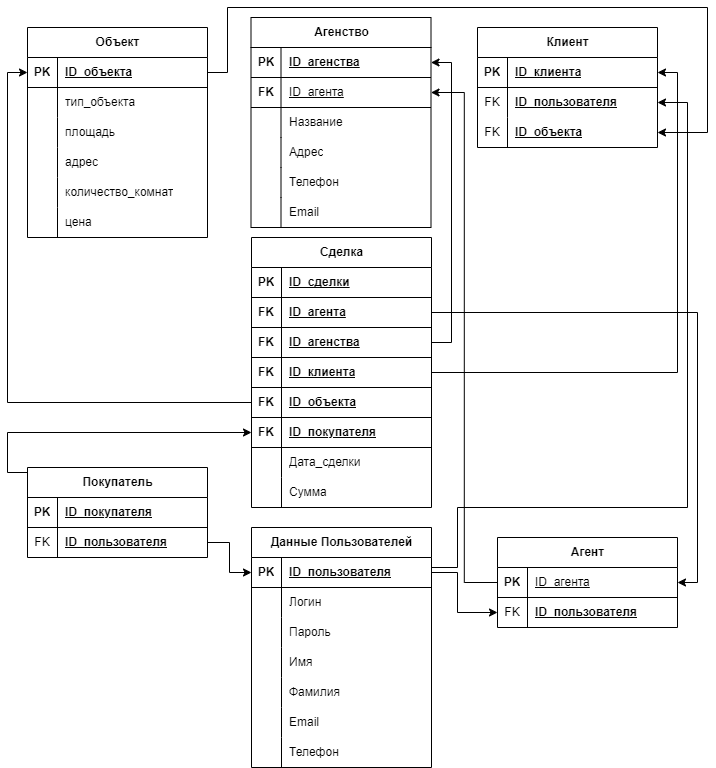 Объект
PK ID_объекта
тип_объекта
площадь
адрес
количество_комнат
цена
Агенство
PK ID_агенства
FK ID_агента
Название
Адрес
Телефон
Email
Клиент
PK ID_клиента
FK ID_пользователя
FK ID_объекта
Сделка
PK ID_сделки
FK ID_агента
FK ID_агенства
FK ID_клиента
FK ID_объекта
FK ID_покупателя
Дата_сделки
Сумма
Покупатель
PK ID_покупателя
FK ID_пользователя
Данные Пользователей
PK ID_пользователя
Логин
Пароль
Имя
Фамилия
Email
Телефон
Агент
PK ID_агента
FK ID_пользователя